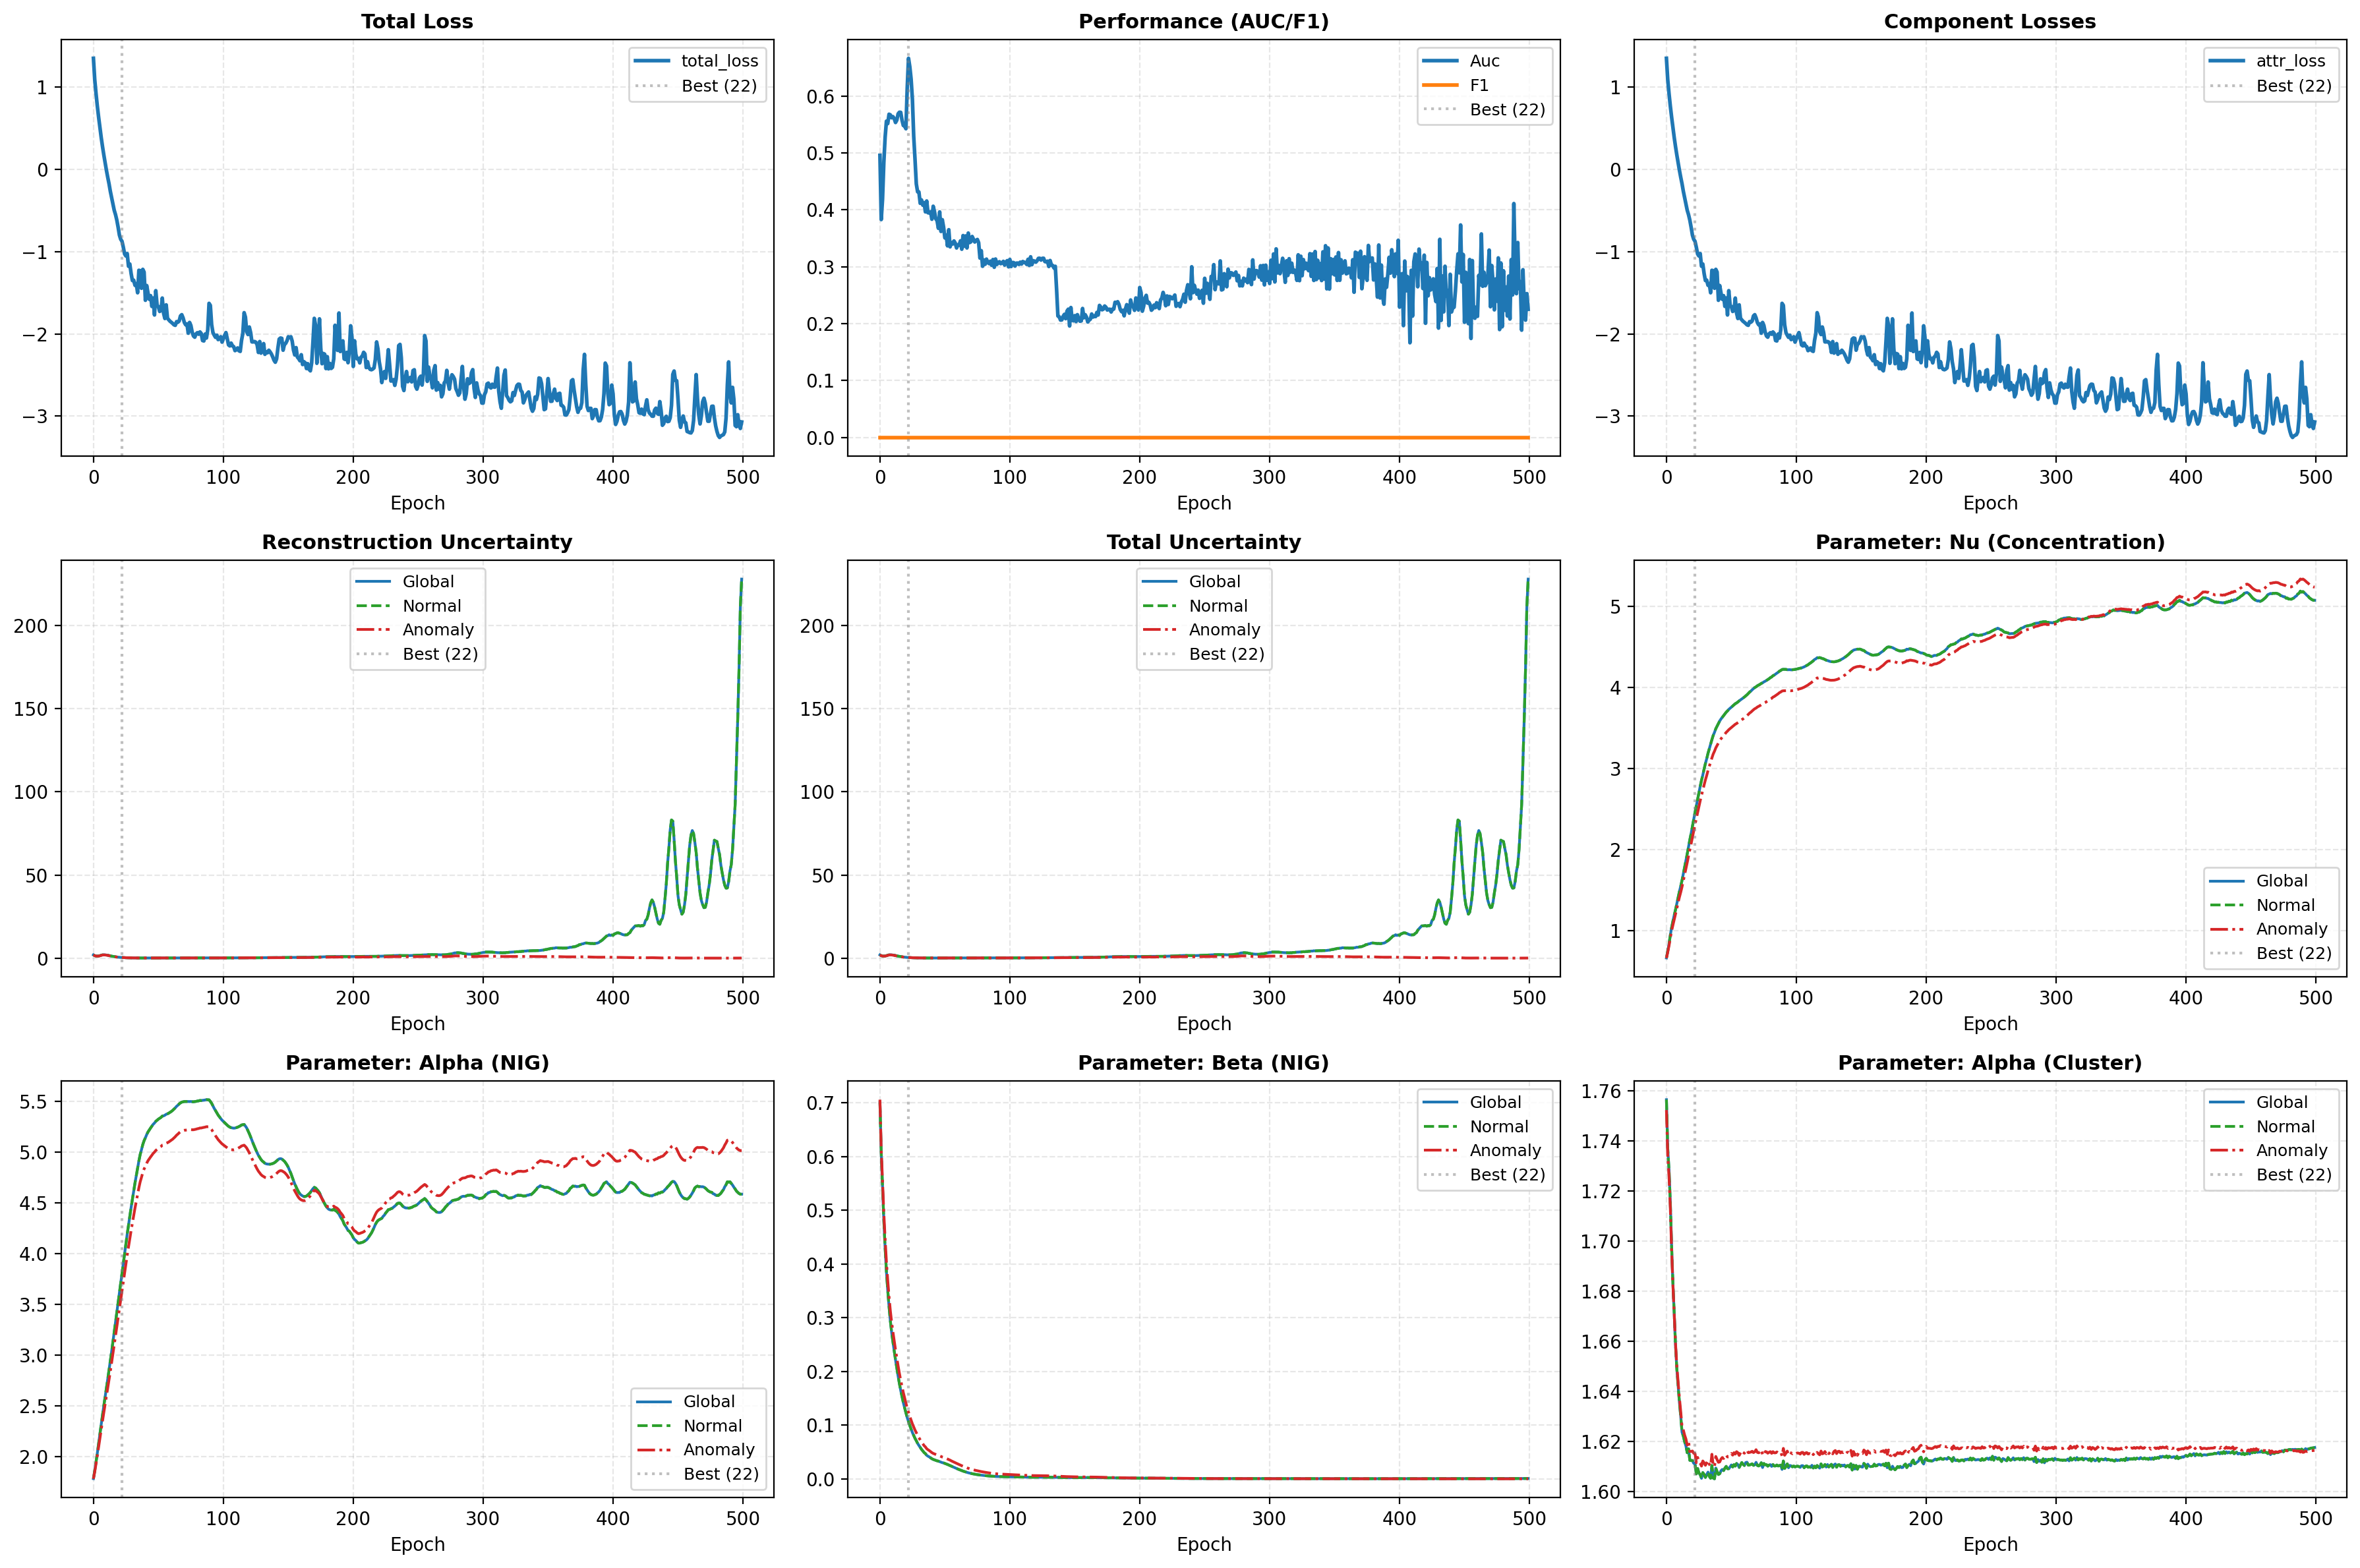 Total Loss
total_loss
Best (22)
1
0
−1
−2
−3
0 100 200 300 400 500
Epoch
Performance (AUC/F1)
Auc
F1
Best (22)
0.6
0.5
0.4
0.3
0.2
0.1
0.0
0 100 200 300 400 500
Epoch
Component Losses
attr_loss
Best (22)
1
0
−1
−2
−3
0 100 200 300 400 500
Epoch
Reconstruction Uncertainty
Global
Normal
Anomaly
Best (22)
200
150
100
50
0
0 100 200 300 400 500
Epoch
Total Uncertainty
Global
Normal
Anomaly
Best (22)
200
150
100
50
0
0 100 200 300 400 500
Epoch
Parameter: Nu (Concentration)
5
4
3
2
1
Global
Normal
Anomaly
Best (22)
0 100 200 300 400 500
Epoch
Parameter: Alpha (NIG)
5.5
5.0
4.5
4.0
3.5
3.0
2.5
2.0
Global
Normal
Anomaly
Best (22)
0 100 200 300 400 500
Epoch
Parameter: Beta (NIG)
Global
Normal
Anomaly
Best (22)
0.7
0.6
0.5
0.4
0.3
0.2
0.1
0.0
0 100 200 300 400 500
Epoch
Parameter: Alpha (Cluster)
Global
Normal
Anomaly
Best (22)
1.76
1.74
1.72
1.70
1.68
1.66
1.64
1.62
1.60
0 100 200 300 400 500
Epoch